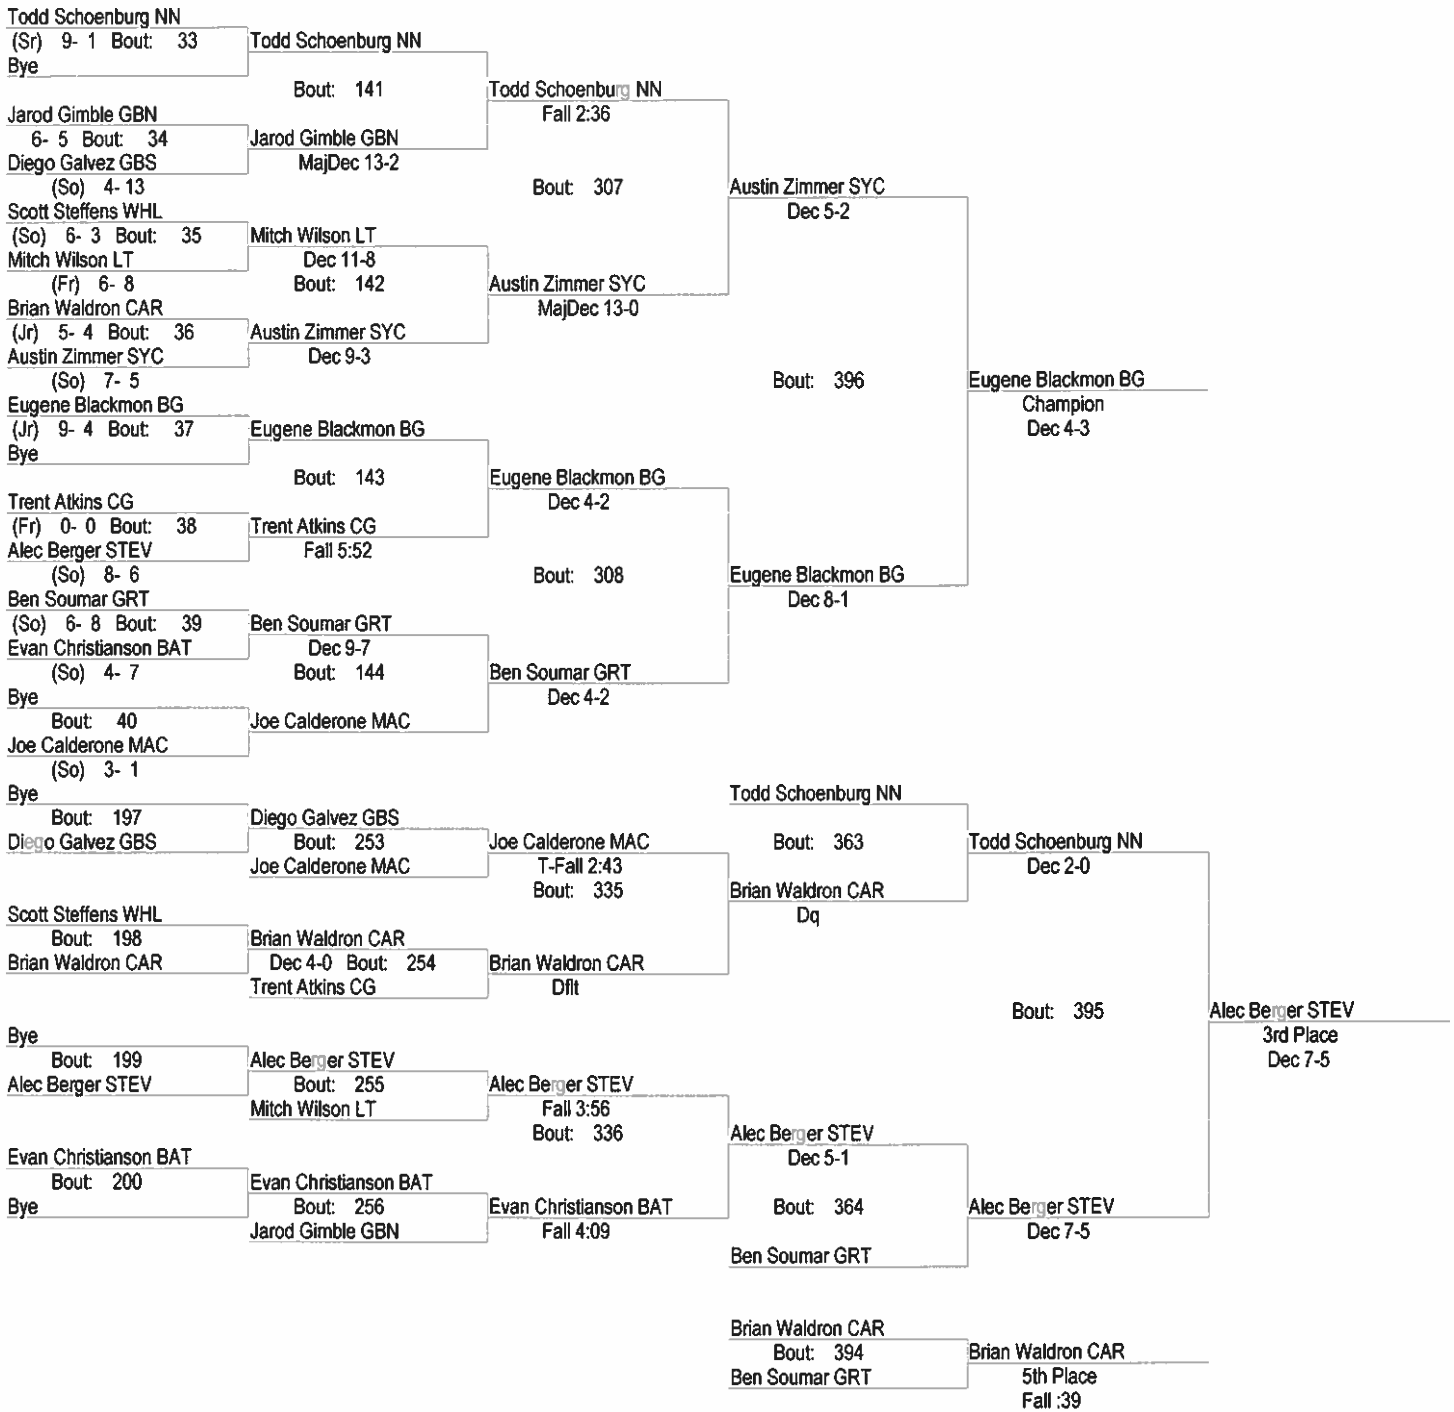 Todd Schoenburg NN
(Sr) 9- 1 Bout: 33
Bye
Jarod Gimble GBN
6- 5 Bout: 34
Diego Galvez GBS
(So) 4- 13
Scott Steffens WHL
(So) 6- 3 Bout: 35
Mitch Wilson LT
(Fr) 6- 8
Brian Waldron CAR
(Jr) 5- 4 Bout: 36
Austin Zimmer SYC
(So) 7- 5
Eugene Blackmon BG
(Jr) 9- 4 Bout: 37
Bye
Trent Atkins CG
(Fr) 0- 0 Bout: 38
Alec Berger STEV
(So) 8- 6
Ben Soumar GRT
(So) 6- 8 Bout: 39
Evan Christianson BAT
(So) 4- 7
Bye
Bout: 40
Joe Calderone MAC
(So) 3- 1
Todd Schoenburg NN
Bout: 141
Jarod Gimble GBN
MajDec 13-2
Mitch Wilson LT
Dec 11-8
Bout: 142
Austin Zimmer SYC
Dec 9-3
Eugene Blackmon BG
Bout: 143
Trent Atkins CG
Fall 5:52
Ben Soumar GRT
Dec 9-7
Bout: 144
Joe Calderone MAC
Todd Schoenburg NN
Fall 2:36
Bout: 307
Austin Zimmer SYC
MajDec 13-0
Eugene Blackmon BG
Dec 4-2
Bout: 308
Ben Soumar GRT
Dec 4-2
Austin Zimmer SYC
Dec 5-2
Bout: 396
Eugene Blackmon BG
Dec 8-1
Eugene Blackmon BG
Champion
Dec 4-3
Bye
Bout: 197
Diego Galvez GBS
Scott Steffens WHL
Bout: 198
Brian Waldron CAR
Bye
Bout: 199
Alec Berger STEV
Evan Christianson BAT
Bout: 200
Bye
Diego Galvez GBS
Bout: 253
Joe Calderone MAC
Brian Waldron CAR
Dec 4-0 Bout: 254
Trent Atkins CG
Alec Berger STEV
Bout: 255
Mitch Wilson LT
Evan Christianson BAT
Bout: 256
Jarod Gimble GBN
Joe Calderone MAC
T-Fall 2:43
Bout: 335
Brian Waldron CAR
Dflt
Alec Berger STEV
Fall 3:56
Bout: 336
Evan Christianson BAT
Fall 4:09
Todd Schoenburg NN
Bout: 363
Brian Waldron CAR
Dq
Alec Berger STEV
Dec 5-1
Bout: 364
Ben Soumar GRT
Todd Schoenburg NN
Dec 2-0
Bout: 395
Alec Berger STEV
Dec 7-5
Alec Berger STEV
3rd Place
Dec 7-5
Brian Waldron CAR
Bout: 394
Ben Soumar GRT
Brian Waldron CAR
5th Place
Fall :39